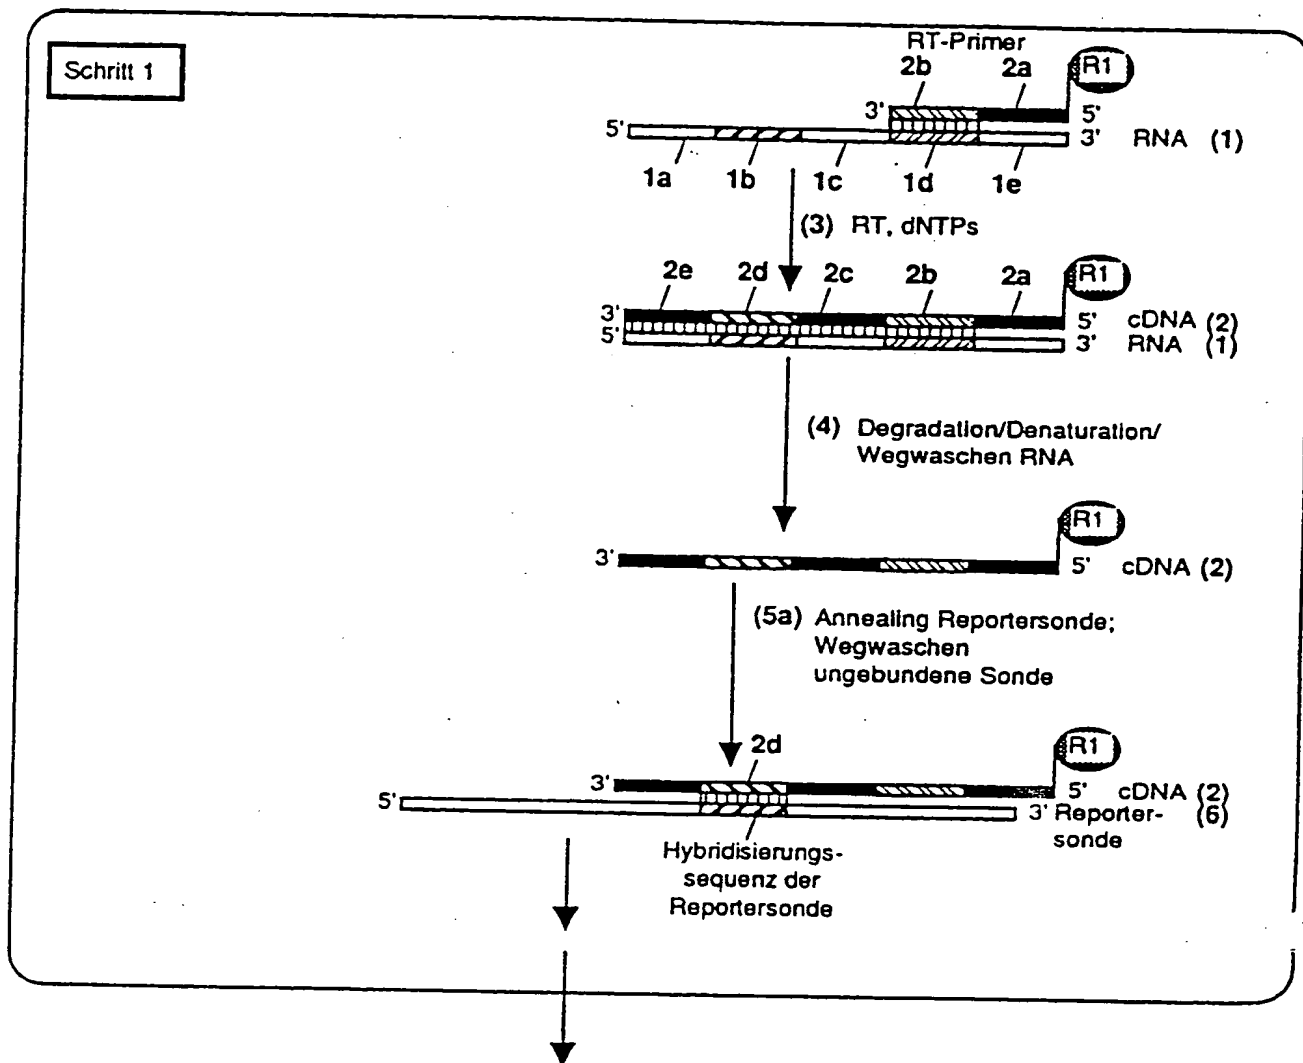 Schritt 1
RT-Primer
2b 2a R1
3' 5'
5' 3' RNA (1)
1a 1b 1c 1d 1e
(3) RT, dNTPs
2e 2d 2c 2b 2a R1
3' 5' cDNA (2)
5' 3' RNA (1)
(4) Degradation/Denaturation/
Wegwaschen RNA
R1
3' 5' cDNA (2)
(5a) Annealing Reportersonde;
Wegwaschen
ungebundene Sonde
2d R1
3' 5' cDNA (2)
5' 3' Reporter- (6)
sonde
Hybridisierungs-
sequenz der
Reportersonde